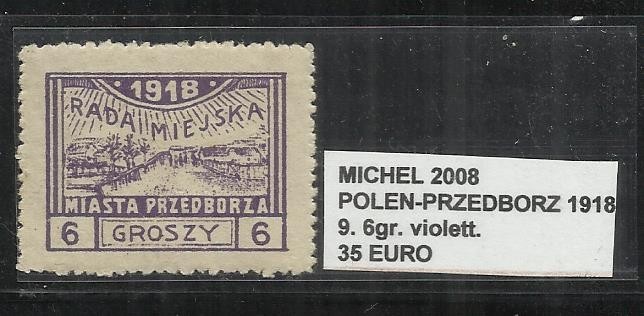 1918
RADA MIEJSKA
MIASTA PRZEDBORZA
6 GROSZY 6
MICHEL 2008
POLEN-PRZEDBORZ 1918
9. 6gr. violett.
35 EURO